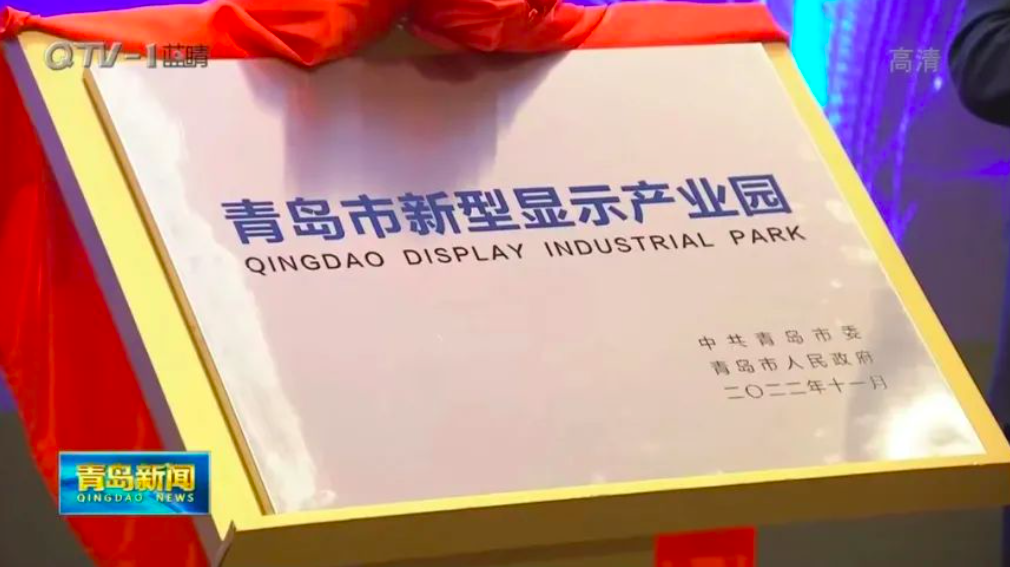 QTV-1蓝睛
高清
青岛市新型显示产业园
QINGDAO DISPLAY INDUSTRIAL PARK
中共青岛市委
青岛市人民政府
二〇二二年十一月
青岛新闻
QINGDAO NEWS